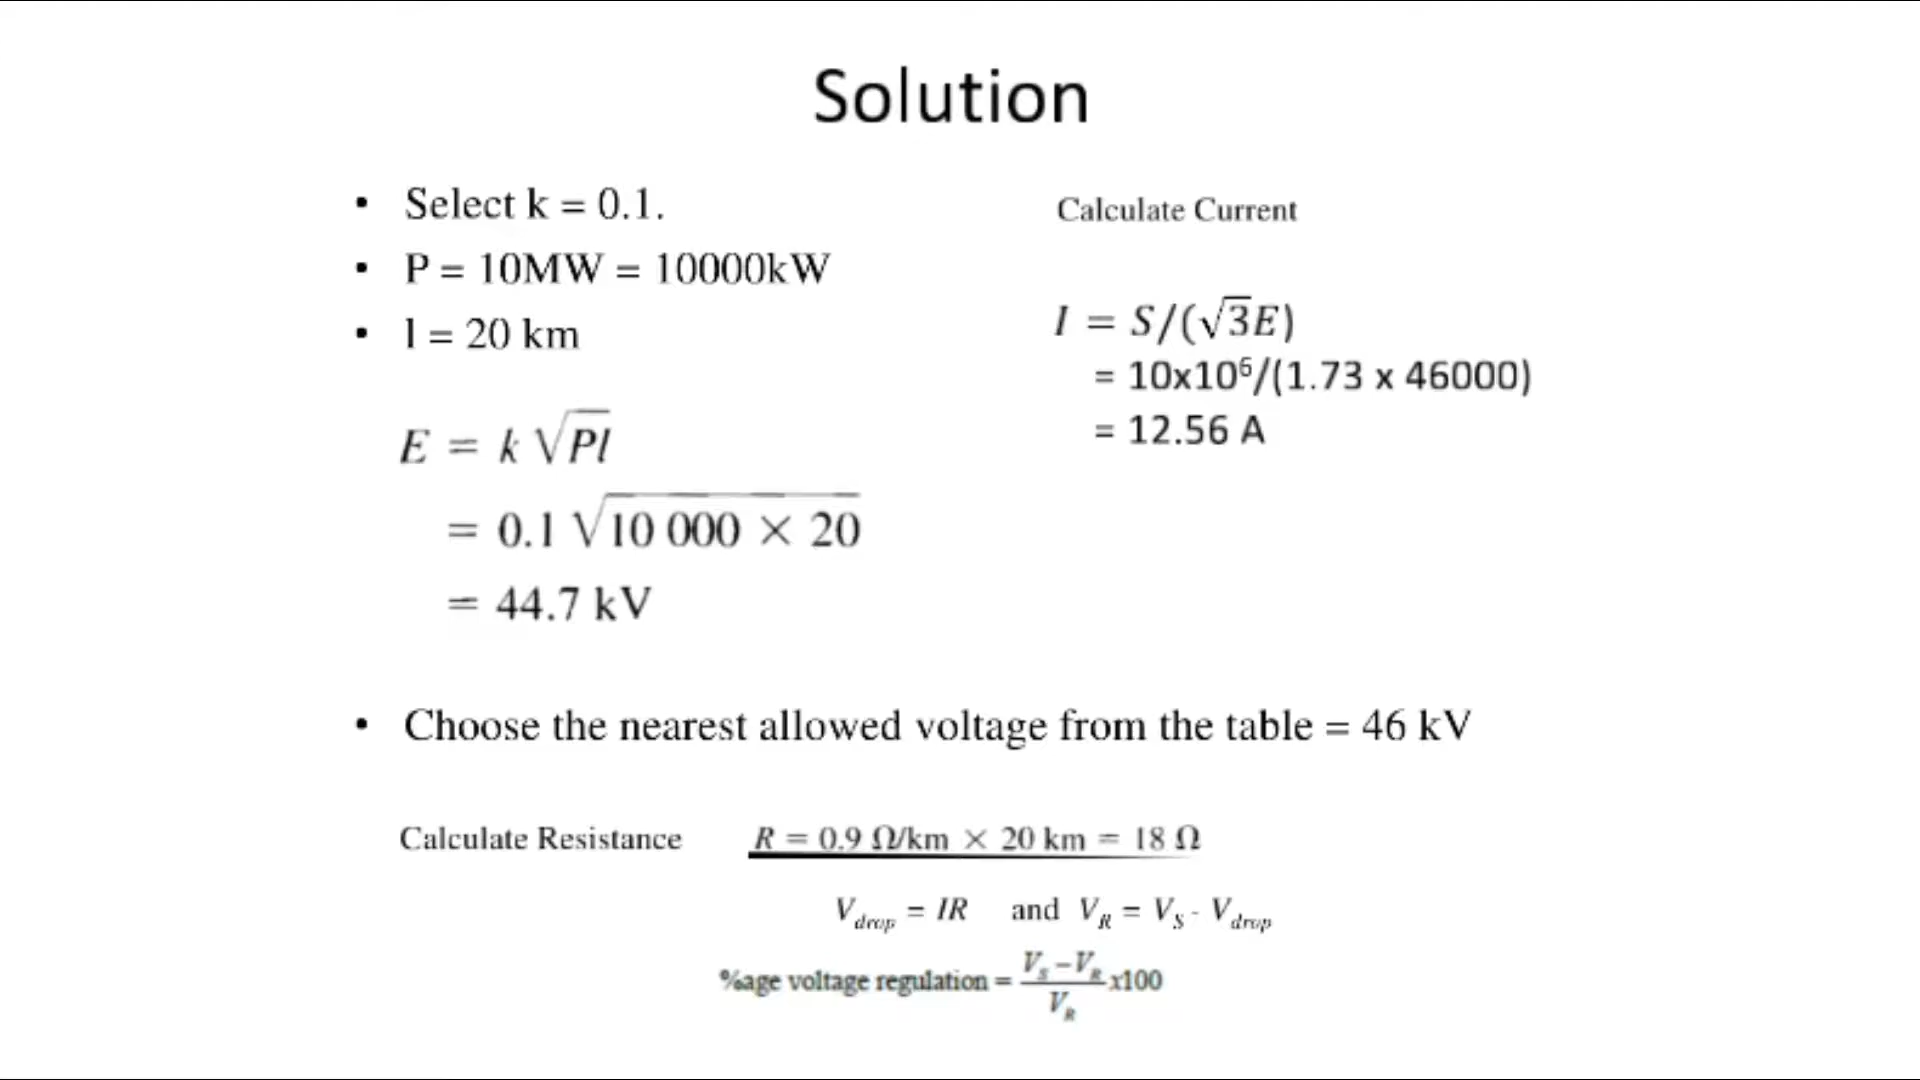 Solution
• Select k = 0.1.
• P = 10MW = 10000kW
• l = 20 km
E = k √Pl
= 0.1 √10 000 × 20
= 44.7 kV
Calculate Current
I = S/(√3E)
= 10x10⁶/(1.73 x 46000)
= 12.56 A
• Choose the nearest allowed voltage from the table = 46 kV
Calculate Resistance R = 0.9 Ω/km × 20 km = 18 Ω
V_drop = IR and V_R = V_S - V_drop
%age voltage regulation = (V_s – V_R)/V_R x100